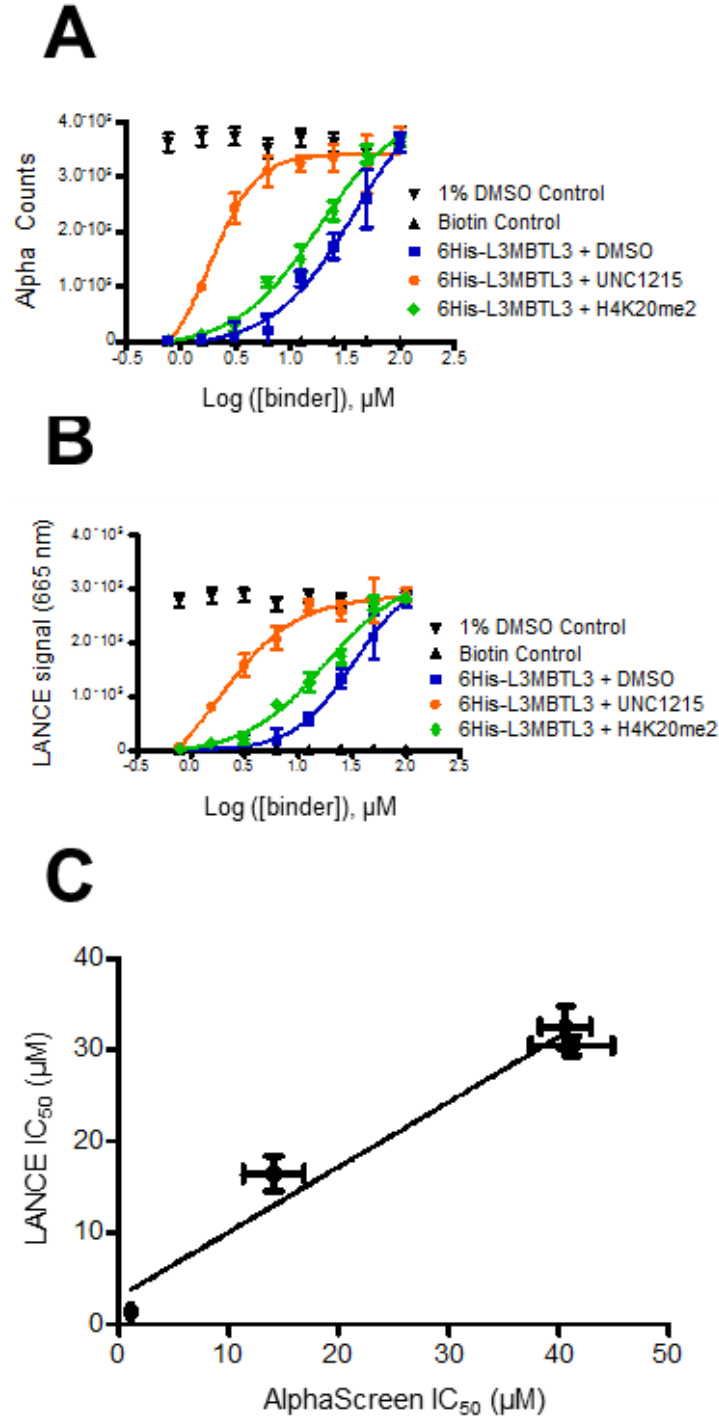 A
4.0·10⁵
3.0·10⁵
2.0·10⁵
1.0·10⁵
0
Alpha Counts
-0.5 0.0 0.5 1.0 1.5 2.0 2.5
Log ([binder]), µM
1% DMSO Control
Biotin Control
6His-L3MBTL3 + DMSO
6His-L3MBTL3 + UNC1215
6His-L3MBTL3 + H4K20me2
B
4.0·10⁵
3.0·10⁵
2.0·10⁵
1.0·10⁵
0
LANCE signal (665 nm)
-0.5 0.0 0.5 1.0 1.5 2.0 2.5
Log ([binder]), µM
1% DMSO Control
Biotin Control
6His-L3MBTL3 + DMSO
6His-L3MBTL3 + UNC1215
6His-L3MBTL3 + H4K20me2
C
40
30
20
10
0
LANCE IC₅₀ (µM)
0 10 20 30 40 50
AlphaScreen IC₅₀ (µM)